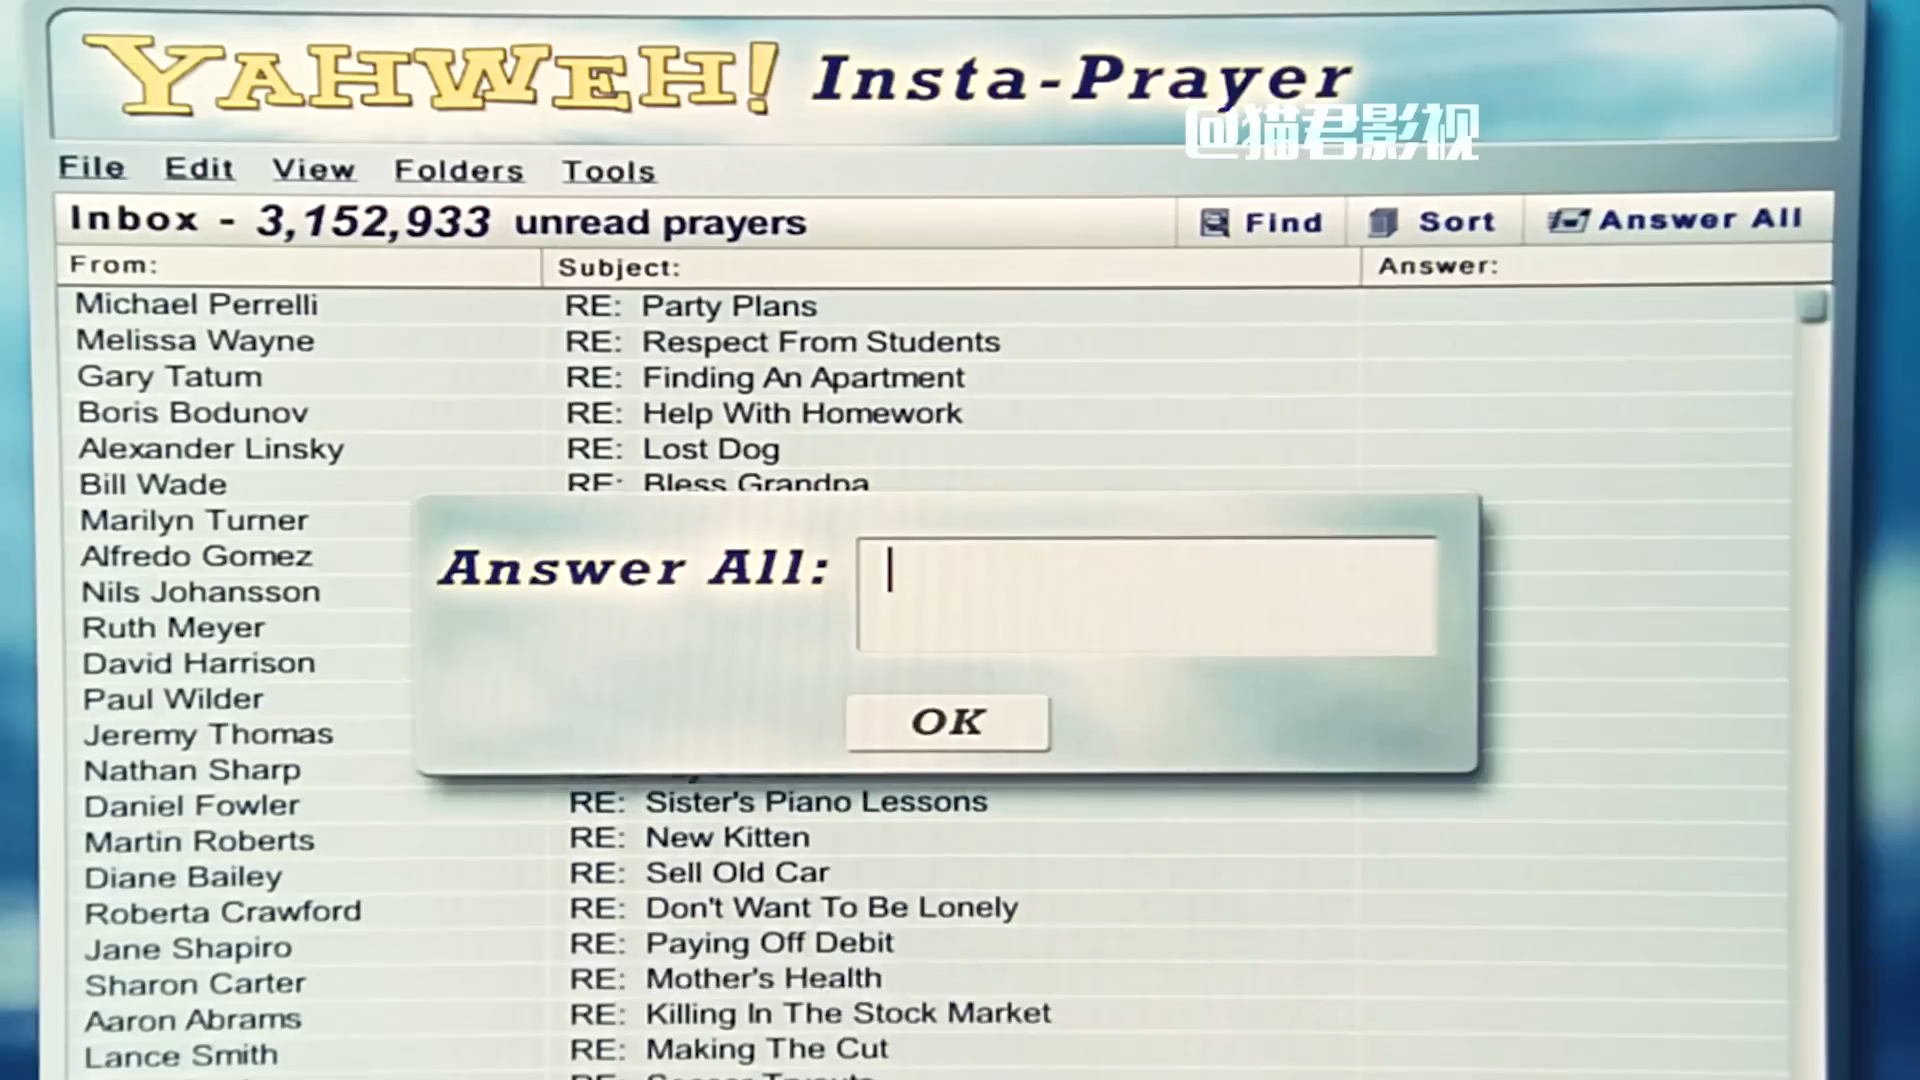 YAHWEH! Insta-Prayer
@猫君影视
File Edit View Folders Tools
Inbox - 3,152,933 unread prayers Find Sort Answer All
From: Subject: Answer:
Michael Perrelli RE: Party Plans
Melissa Wayne RE: Respect From Students
Gary Tatum RE: Finding An Apartment
Boris Bodunov RE: Help With Homework
Alexander Linsky RE: Lost Dog
Bill Wade RE: Bless Grandpa
Marilyn Turner
Alfredo Gomez
Nils Johansson
Ruth Meyer
David Harrison
Paul Wilder
Jeremy Thomas
Nathan Sharp
Answer All:
OK
Daniel Fowler RE: Sister's Piano Lessons
Martin Roberts RE: New Kitten
Diane Bailey RE: Sell Old Car
Roberta Crawford RE: Don't Want To Be Lonely
Jane Shapiro RE: Paying Off Debit
Sharon Carter RE: Mother's Health
Aaron Abrams RE: Killing In The Stock Market
Lance Smith RE: Making The Cut